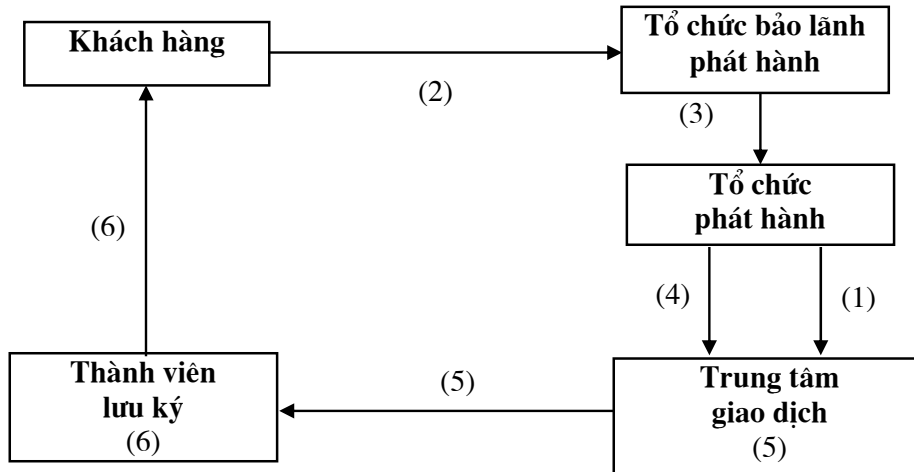 Khách hàng
Tổ chức bảo lãnh
phát hành
(2)
(3)
Tổ chức
phát hành
(6)
(4)
(1)
Thành viên
lưu ký
(6)
(5)
Trung tâm
giao dịch
(5)